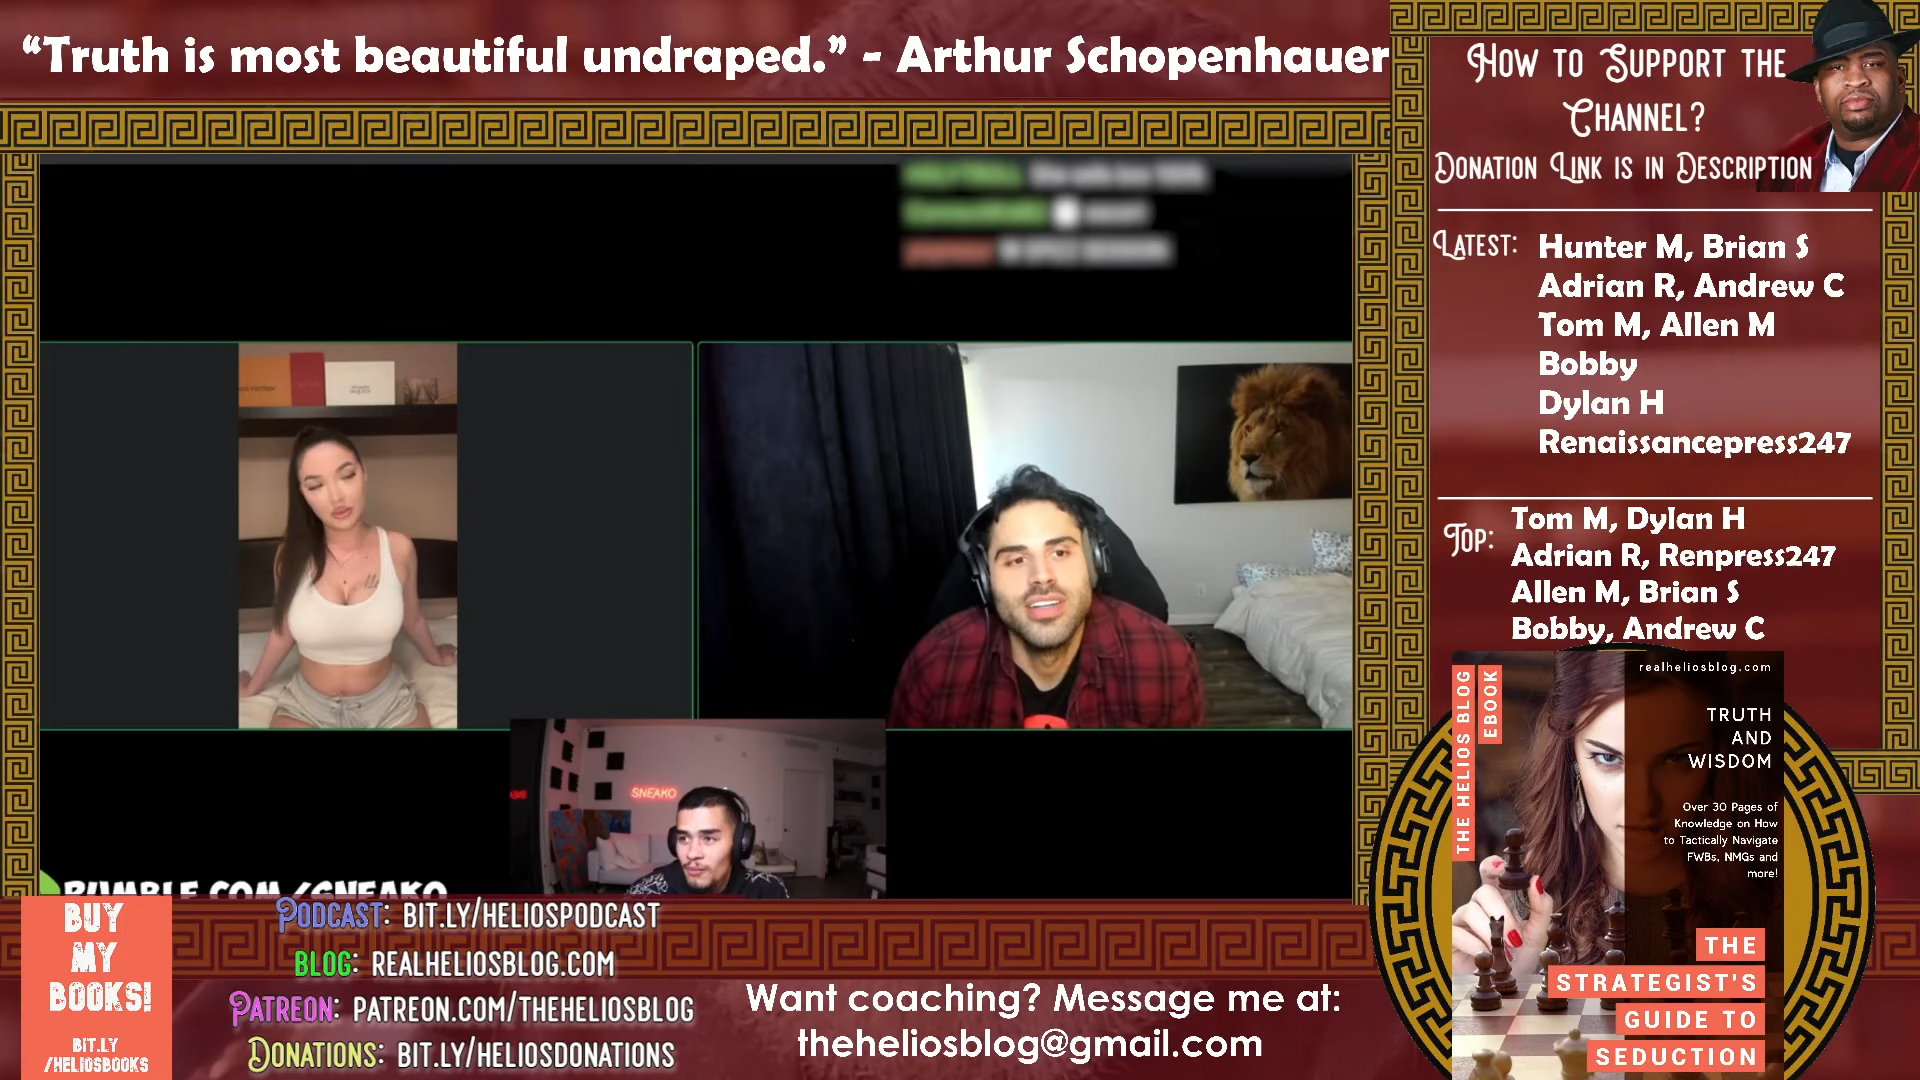 “Truth is most beautiful undraped.” - Arthur Schopenhauer
How to Support the
Channel?
Donation Link is in Description
Latest:
Hunter M, Brian S
Adrian R, Andrew C
Tom M, Allen M
Bobby
Dylan H
Renaissancepress247
Top:
Tom M, Dylan H
Adrian R, Renpress247
Allen M, Brian S
Bobby, Andrew C
SNEAKO
RUMBLE.COM/SNEAKO
BUY
MY
BOOKS!
BIT.LY
/HELIOSBOOKS
Podcast: BIT.LY/HELIOSPODCAST
BLOG: REALHELIOSBLOG.COM
Patreon: PATREON.COM/THEHELIOSBLOG
Donations: BIT.LY/HELIOSDONATIONS
Want coaching? Message me at:
theheliosblog@gmail.com
THE HELIOS BLOG
EBOOK
realheliosblog.com
TRUTH
AND
WISDOM
Over 30 Pages of
Knowledge on How
to Tactically Navigate
FWBs, NMGs and
more!
THE
STRATEGIST'S
GUIDE TO
SEDUCTION